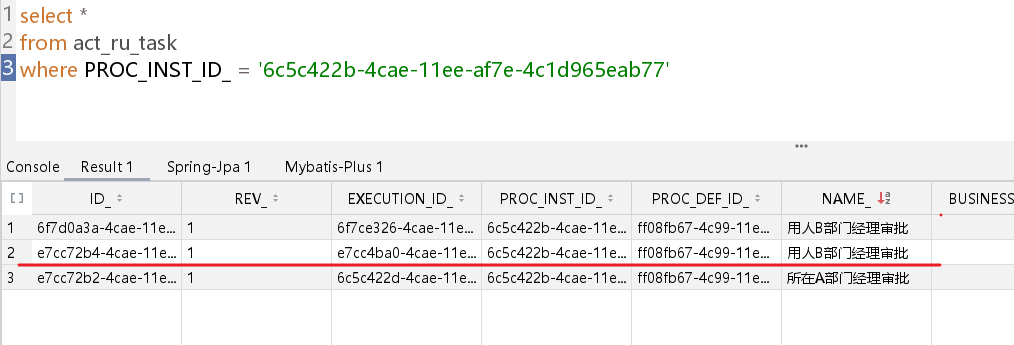 1 select *
2 from act_ru_task
3 where PROC_INST_ID_ = '6c5c422b-4cae-11ee-af7e-4c1d965eab77'
Console Result 1 Spring-Jpa 1 Mybatis-Plus 1
ID_ REV_ EXECUTION_ID_ PROC_INST_ID_ PROC_DEF_ID_ NAME_ BUSINESS
1 6f7d0a3a-4cae-11e... 1 6f7ce326-4cae-11e... 6c5c422b-4cae-11e... ff08fb67-4c99-11e... 用人B部门经理审批
2 e7cc72b4-4cae-11e... 1 e7cc4ba0-4cae-11e... 6c5c422b-4cae-11e... ff08fb67-4c99-11e... 用人B部门经理审批
3 e7cc72b2-4cae-11e... 1 6c5c422d-4cae-11e... 6c5c422b-4cae-11e... ff08fb67-4c99-11e... 所在A部门经理审批